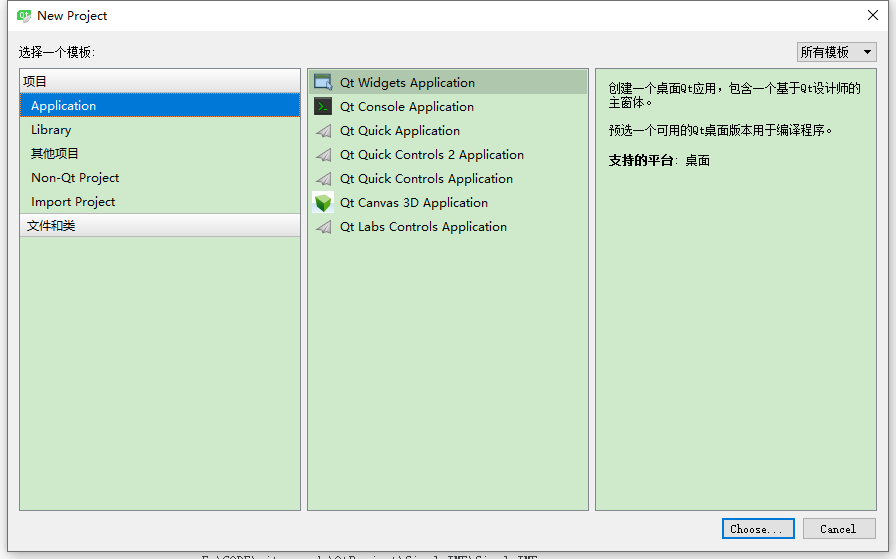 New Project
选择一个模板:
所有模板
项目
Application
Library
其他项目
Non-Qt Project
Import Project
文件和类
Qt Widgets Application
Qt Console Application
Qt Quick Application
Qt Quick Controls 2 Application
Qt Quick Controls Application
Qt Canvas 3D Application
Qt Labs Controls Application
创建一个桌面Qt应用，包含一个基于Qt设计师的
主窗体。
预选一个可用的Qt桌面版本用于编译程序。
支持的平台: 桌面
Choose...
Cancel